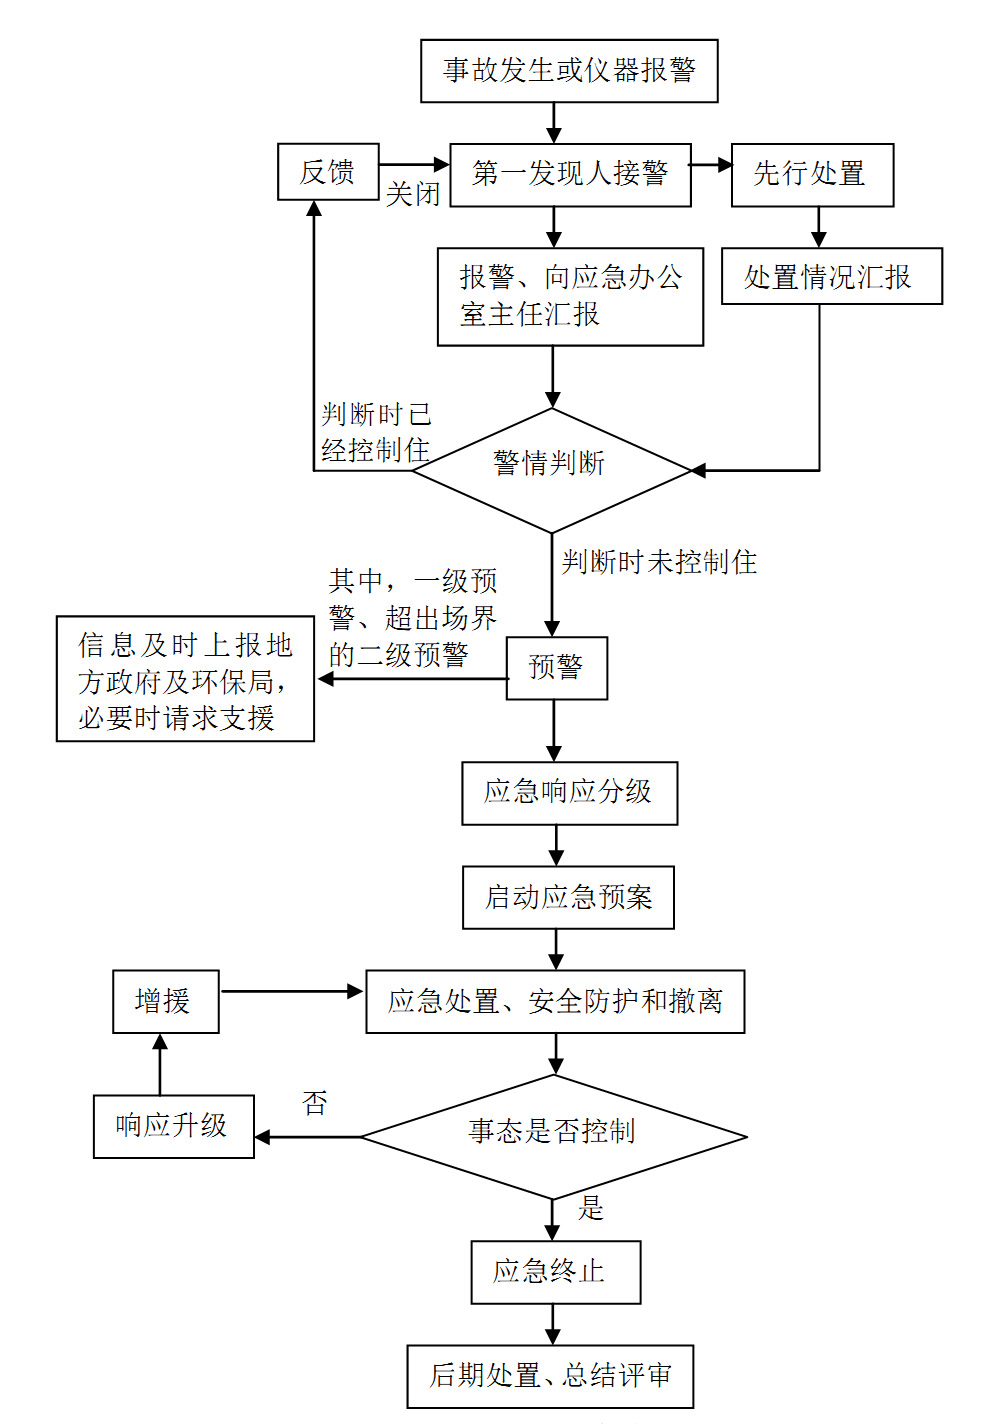 事故发生或仪器报警
反馈
关闭
第一发现人接警
先行处置
报警、向应急办公
室主任汇报
处置情况汇报
判断时已
经控制住
警情判断
判断时未控制住
其中，一级预
警、超出场界
的二级预警
信息及时上报地
方政府及环保局，
必要时请求支援
预警
应急响应分级
启动应急预案
增援
应急处置、安全防护和撤离
响应升级
否
事态是否控制
是
应急终止
后期处置、总结评审